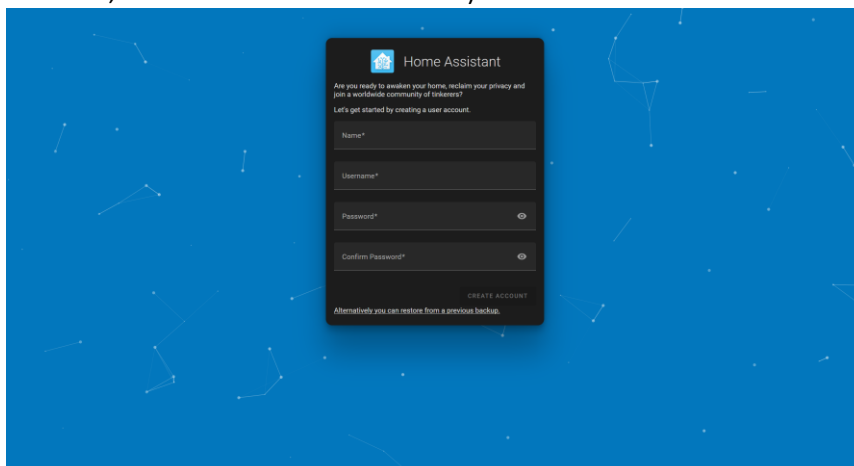 Home Assistant
Are you ready to awaken your home, reclaim your privacy and
join a worldwide community of tinkerers?
Let's get started by creating a user account.
Name*
Username*
Password*
Confirm Password*
CREATE ACCOUNT
Alternatively you can restore from a previous backup.